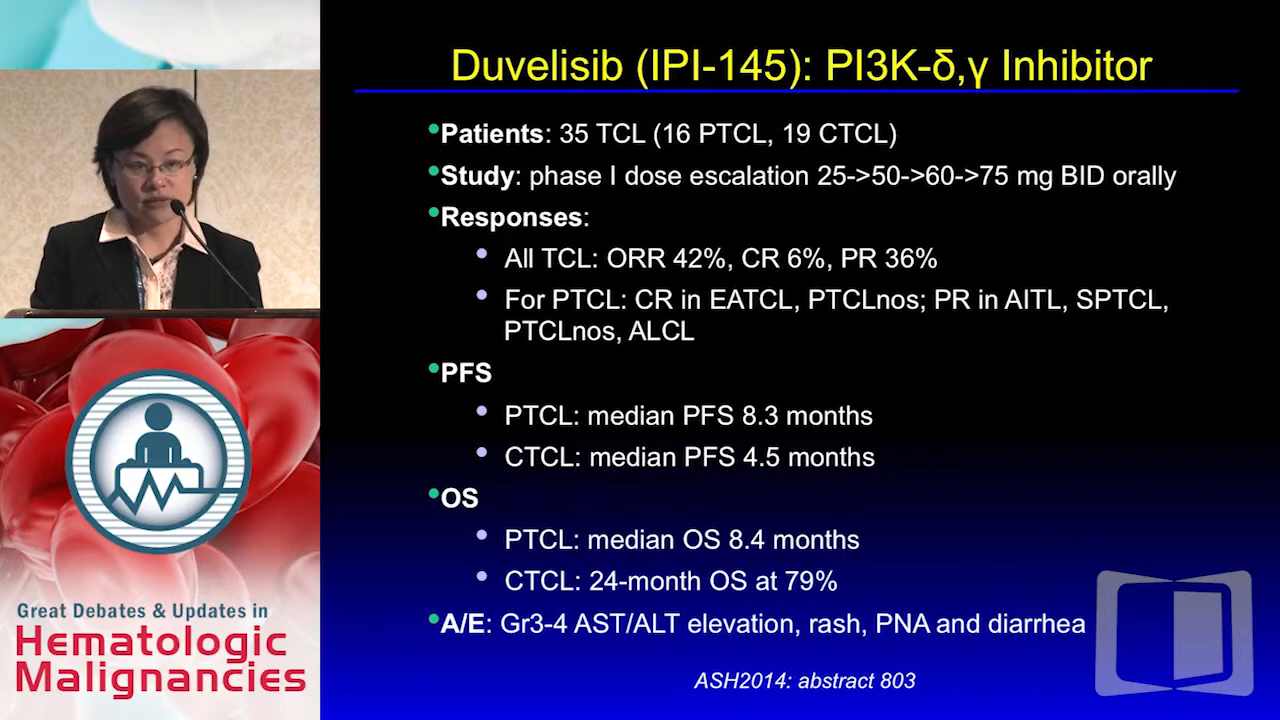 Duvelisib (IPI-145): PI3K-δ,γ Inhibitor
•Patients: 35 TCL (16 PTCL, 19 CTCL)
•Study: phase I dose escalation 25->50->60->75 mg BID orally
•Responses:
• All TCL: ORR 42%, CR 6%, PR 36%
• For PTCL: CR in EATCL, PTCLnos; PR in AITL, SPTCL,
PTCLnos, ALCL
•PFS
• PTCL: median PFS 8.3 months
• CTCL: median PFS 4.5 months
•OS
• PTCL: median OS 8.4 months
• CTCL: 24-month OS at 79%
•A/E: Gr3-4 AST/ALT elevation, rash, PNA and diarrhea
ASH2014: abstract 803
Great Debates & Updates in
Hematologic
Malignancies